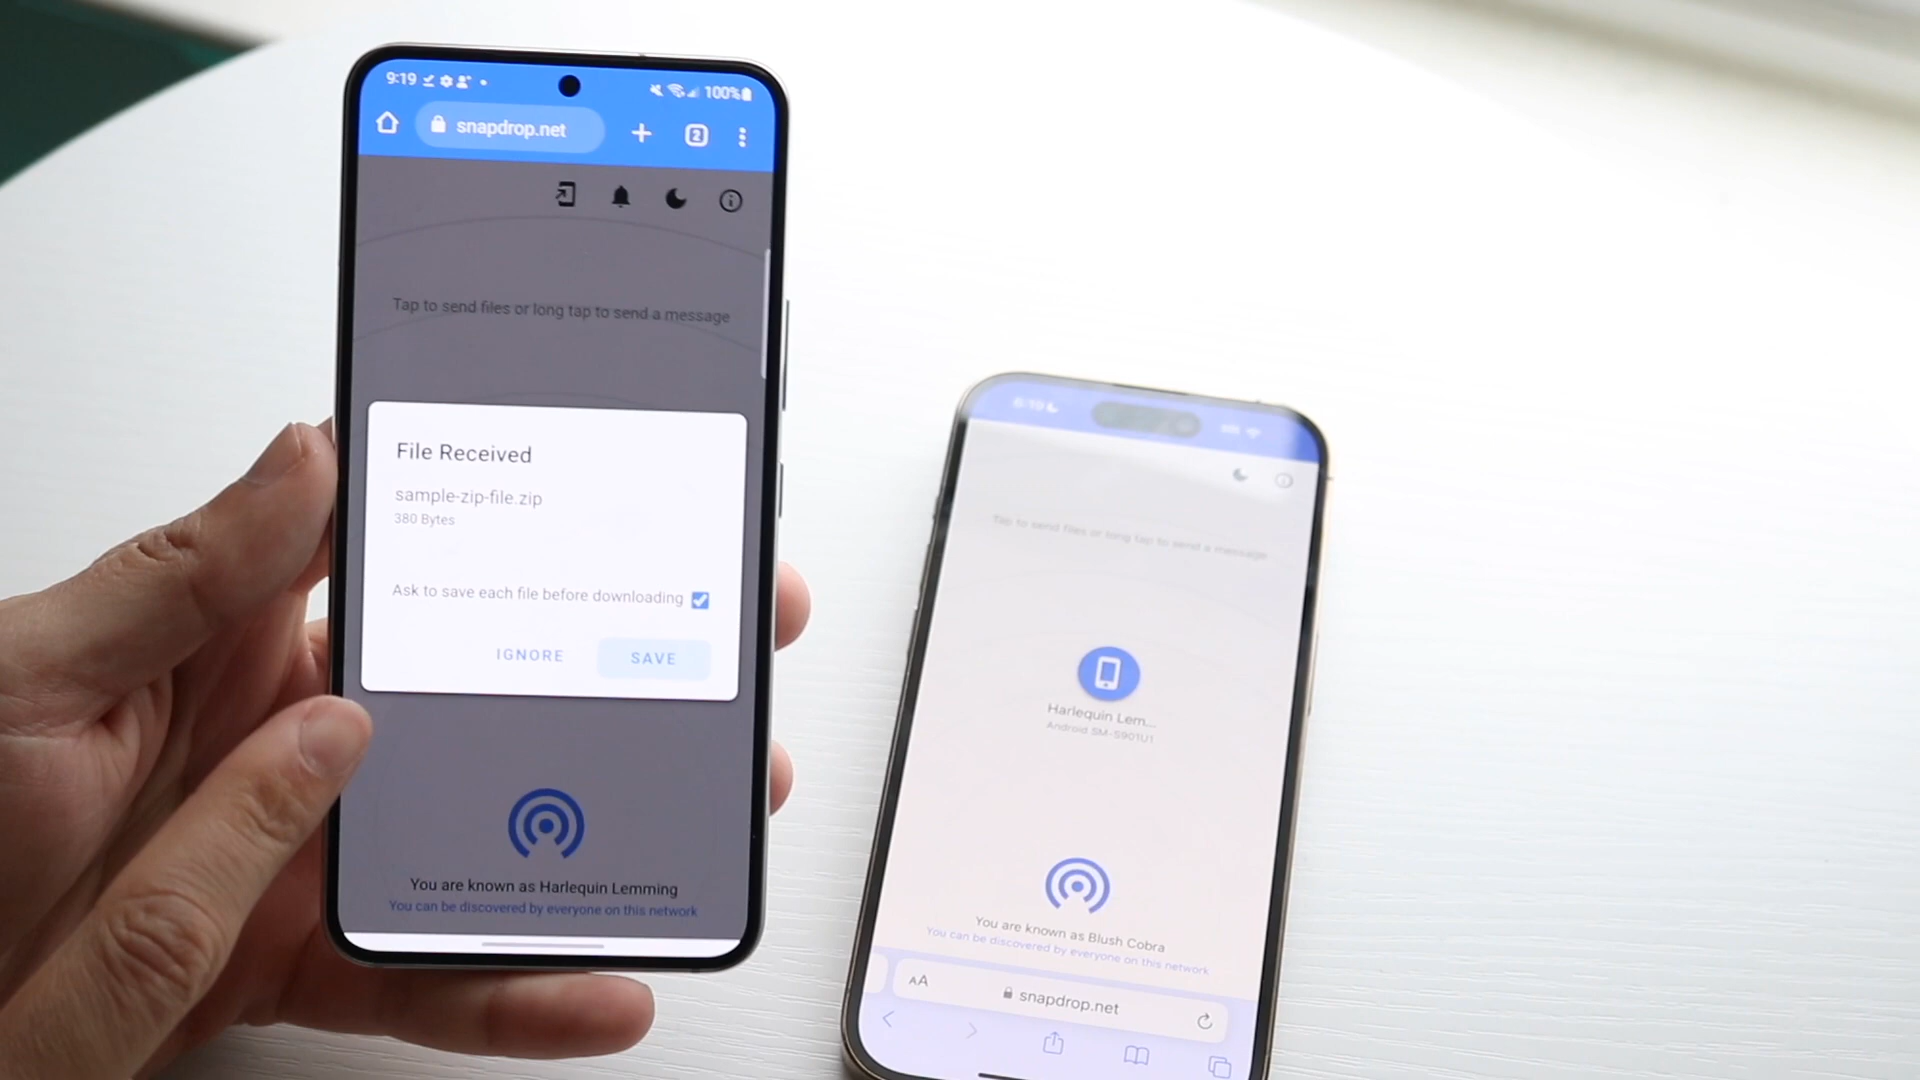 9:19
100%
snapdrop.net
2
Tap to send files or long tap to send a message
File Received
sample-zip-file.zip
380 Bytes
Ask to save each file before downloading
IGNORE
SAVE
You are known as Harlequin Lemming
You can be discovered by everyone on this network
Tap to send files or long tap to send a message
Harlequin Lem...
Android SM-S901U1
You are known as Blush Cobra
You can be discovered by everyone on this network
AA
snapdrop.net